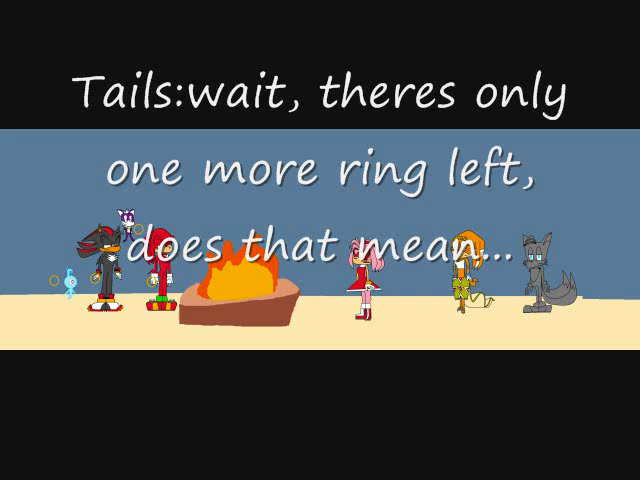 Tails:wait, theres only
one more ring left,
does that mean...